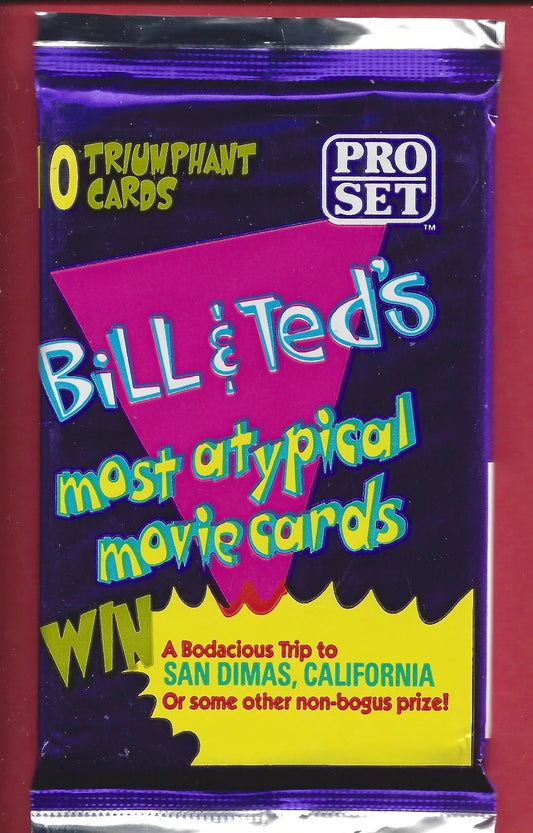 10 TRIUMPHANT
CARDS
PRO
SET
TM
BiLL & Ted's
most atypical
movie cards
WIN
A Bodacious Trip to
SAN DIMAS, CALIFORNIA
Or some other non-bogus prize!